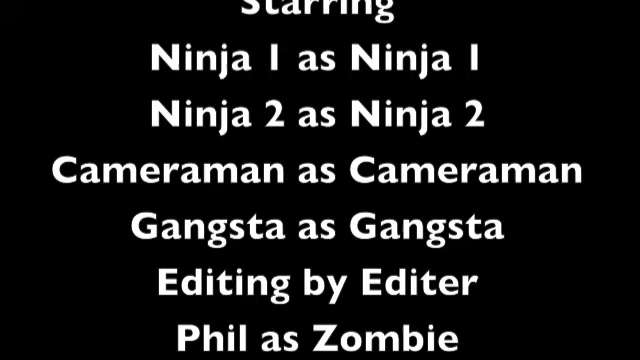 Starring
Ninja 1 as Ninja 1
Ninja 2 as Ninja 2
Cameraman as Cameraman
Gangsta as Gangsta
Editing by Editer
Phil as Zombie